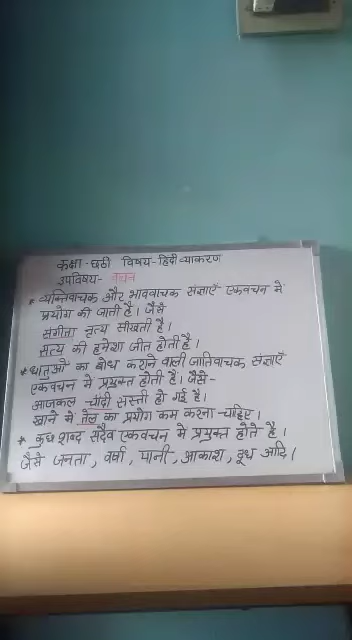 कक्षा - छठी विषय - हिंदी व्याकरण
उपविषय - वचन
* व्यक्तिवाचक और भाववाचक संज्ञाएँ एकवचन मे
प्रयोग की जाती है। जैसे
संगीता नृत्य सीखती है।
सत्य की हमेशा जीत होती है।
* धातुओं का बोध कराने वाली जातिवाचक संज्ञाएँ
एकवचन मे प्रयुक्त होती है। जैसे-
आजकल चाँदी सस्ती हो गई है।
खाने मे तेल का प्रयोग कम करना चाहिए।
* कुछ शब्द सदैव एकवचन मे प्रयुक्त होते है।
जैसे जनता, वर्षा, पानी, आकाश, दूध आदि।